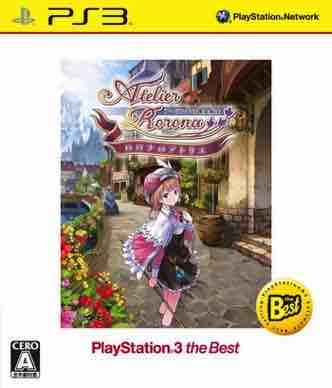 PS3
PlayStation®Network
Atelier
Rorona
ロロナのアトリエ
the Best
PlayStation®3 the Best
CERO
A